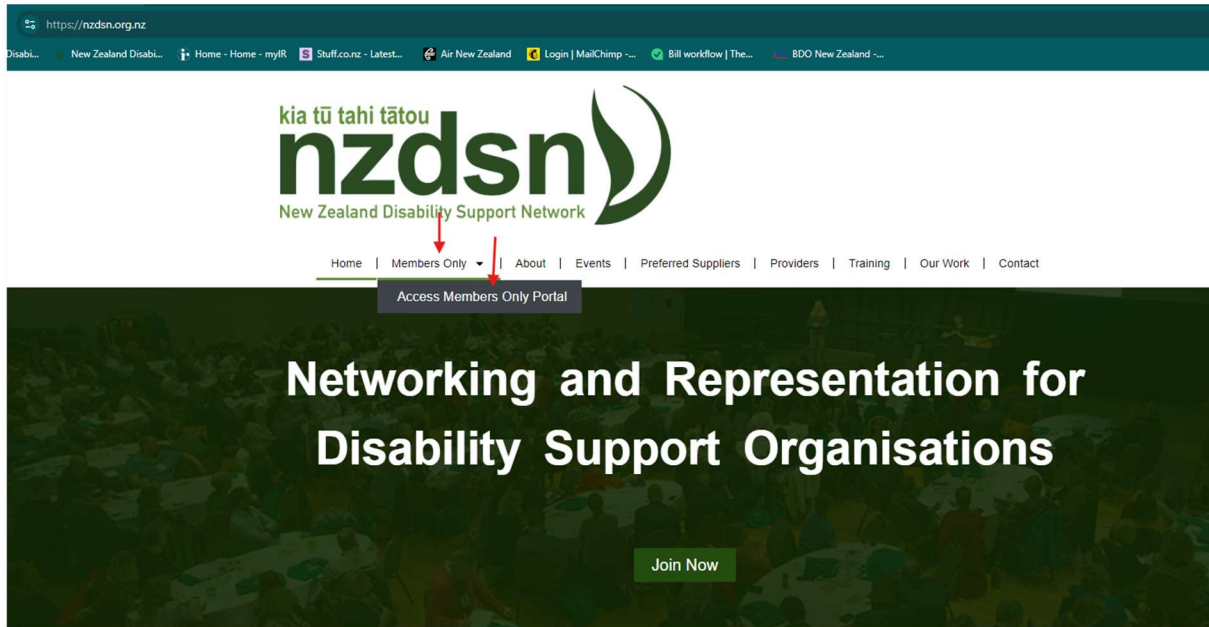 https://nzdsn.org.nz
Disabi... New Zealand Disabi... Home - Home - myIR S Stuff.co.nz - Latest... Air New Zealand Login | MailChimp -... Bill workflow | The... BDO New Zealand -...
kia tū tahi tātou
nzdsn
New Zealand Disability Support Network
Home | Members Only | About | Events | Preferred Suppliers | Providers | Training | Our Work | Contact
Access Members Only Portal
Networking and Representation for
Disability Support Organisations
Join Now